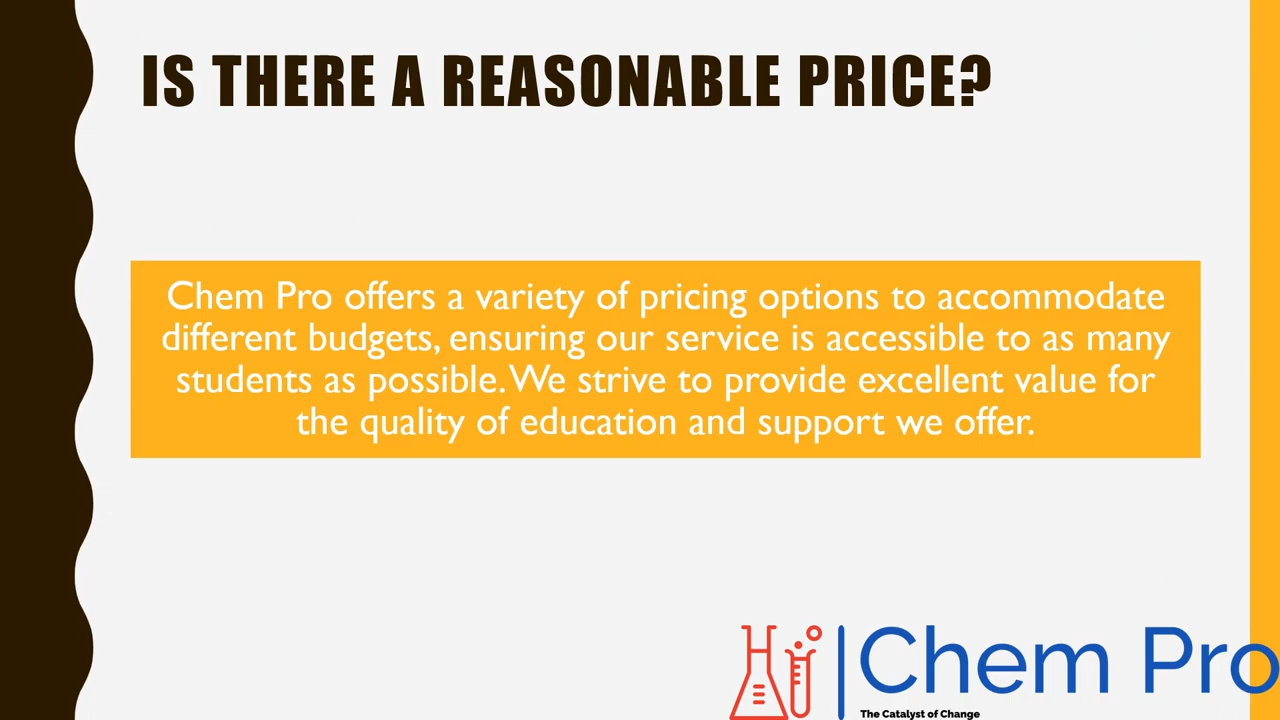 IS THERE A REASONABLE PRICE?
Chem Pro offers a variety of pricing options to accommodate
different budgets, ensuring our service is accessible to as many
students as possible. We strive to provide excellent value for
the quality of education and support we offer.
Chem Pro
The Catalyst of Change